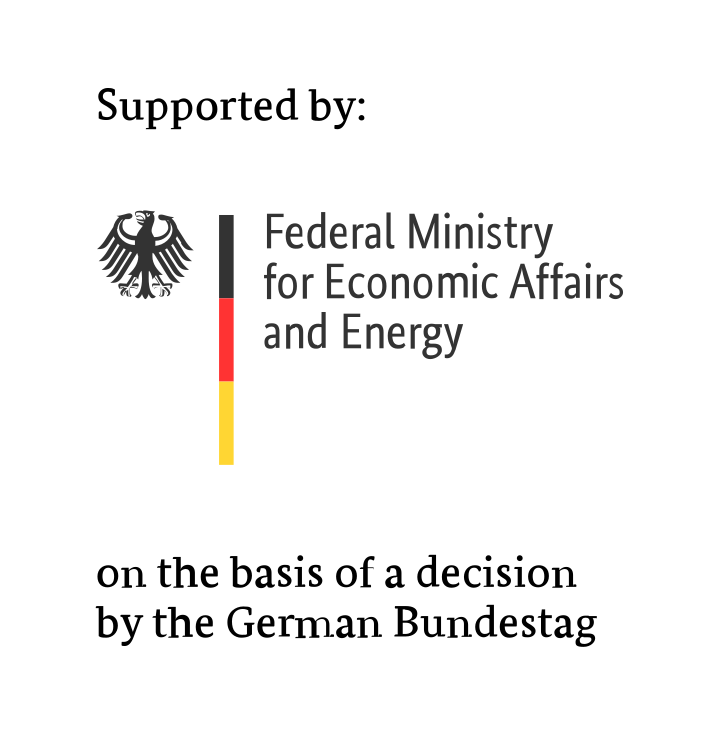 Supported by:
Federal Ministry
for Economic Affairs
and Energy
on the basis of a decision
by the German Bundestag